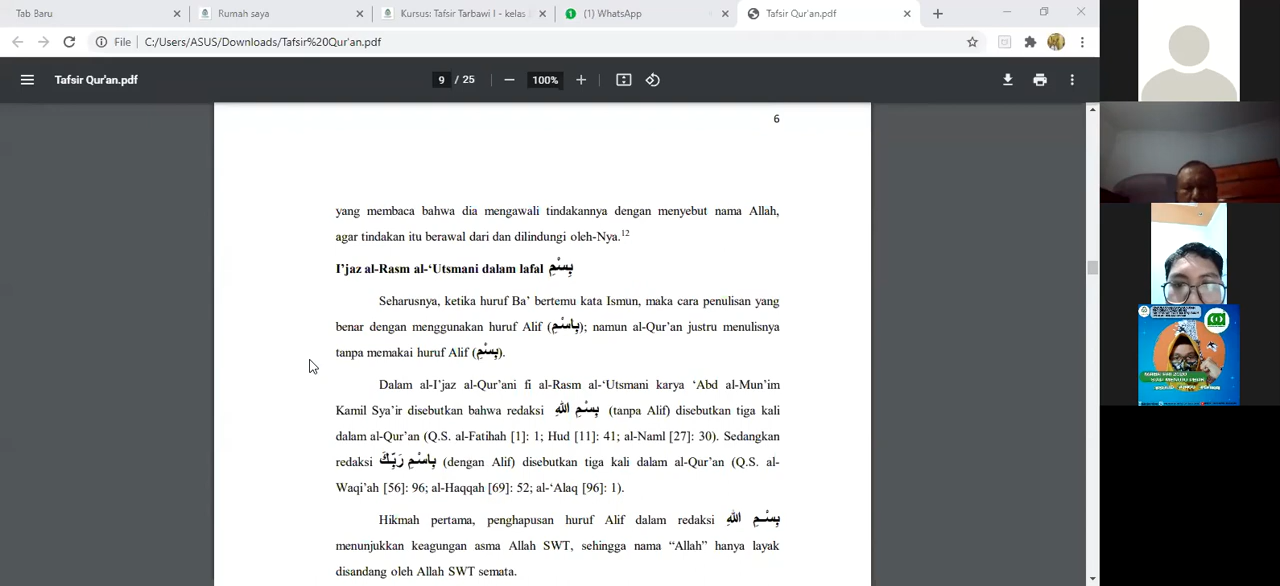 Tab Baru
Rumah saya
Kursus: Tafsir Tarbawi I - kelas
(1) WhatsApp
Tafsir Qur'an.pdf
File
C:/Users/ASUS/Downloads/Tafsir%20Qur'an.pdf
Tafsir Qur'an.pdf
9 / 25
100%
6
yang membaca bahwa dia mengawali tindakannya dengan menyebut nama Allah,
agar tindakan itu berawal dari dan dilindungi oleh-Nya.12
I'jaz al-Rasm al-'Utsmani dalam lafal بِسْمِ
Seharusnya, ketika huruf Ba' bertemu kata Ismun, maka cara penulisan yang
benar dengan menggunakan huruf Alif (بِاسْمِ); namun al-Qur'an justru menulisnya
tanpa memakai huruf Alif (بِسْمِ).
Dalam al-I'jaz al-Qur'ani fi al-Rasm al-'Utsmani karya 'Abd al-Mun'im
Kamil Sya'ir disebutkan bahwa redaksi بِسْمِ اللهِ (tanpa Alif) disebutkan tiga kali
dalam al-Qur'an (Q.S. al-Fatihah [1]: 1; Hud [11]: 41; al-Naml [27]: 30). Sedangkan
redaksi بِاسْمِ رَبِّكَ (dengan Alif) disebutkan tiga kali dalam al-Qur'an (Q.S. al-
Waqi'ah [56]: 96; al-Haqqah [69]: 52; al-'Alaq [96]: 1).
Hikmah pertama, penghapusan huruf Alif dalam redaksi بِسْمِ اللهِ
menunjukkan keagungan asma Allah SWT, sehingga nama "Allah" hanya layak
disandang oleh Allah SWT semata.